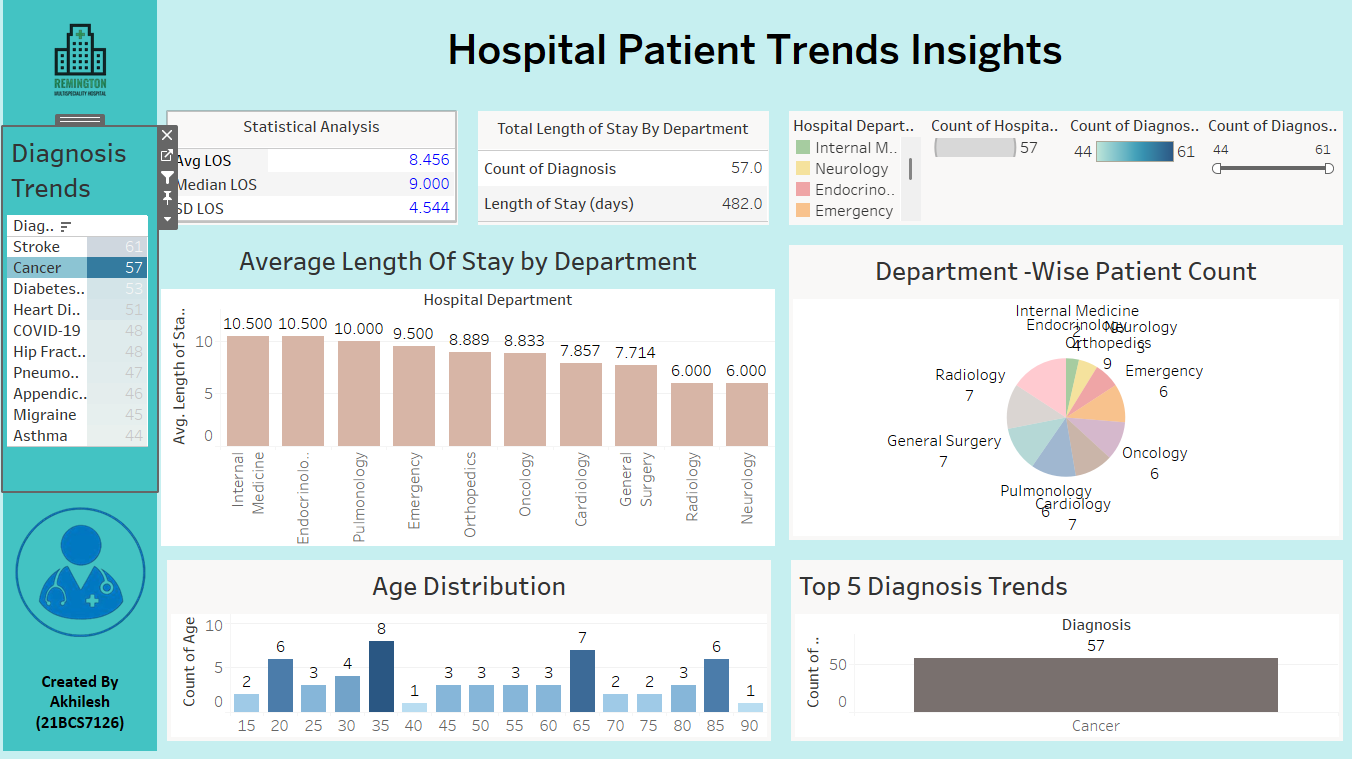 REMINGTON
MULTISPECIALITY HOSPITAL
Hospital Patient Trends Insights
Diagnosis
Trends
Diag..
Stroke 61
Cancer 57
Diabetes.. 53
Heart Di.. 51
COVID-19 48
Hip Fract.. 48
Pneumo.. 47
Appendic.. 46
Migraine 45
Asthma 44
Created By
Akhilesh
(21BCS7126)
Statistical Analysis
Avg LOS 8.456
Median LOS 9.000
SD LOS 4.544
Total Length of Stay By Department
Count of Diagnosis 57.0
Length of Stay (days) 482.0
Hospital Depart..
Internal M..
Neurology
Endocrino..
Emergency
Count of Hospita..
57
Count of Diagnos..
44 61
Count of Diagnos..
44 61
Average Length Of Stay by Department
Hospital Department
Avg. Length of Sta..
10
5
0
10.500 10.500 10.000 9.500 8.889 8.833 7.857 7.714 6.000 6.000
Internal
Medicine
Endocrinolo..
Pulmonology
Emergency
Orthopedics
Oncology
Cardiology
General
Surgery
Radiology
Neurology
Department -Wise Patient Count
Internal Medicine
2
Endocrinology
4
Neurology
3
Orthopedics
9
Emergency
6
Oncology
6
Cardiology
7
Pulmonology
6
General Surgery
7
Radiology
7
Age Distribution
Count of Age
10
5
0
2 6 3 4 8 1 3 3 3 3 7 2 2 3 6 1
15 20 25 30 35 40 45 50 55 60 65 70 75 80 85 90
Top 5 Diagnosis Trends
Diagnosis
57
Count of ..
50
0
Cancer